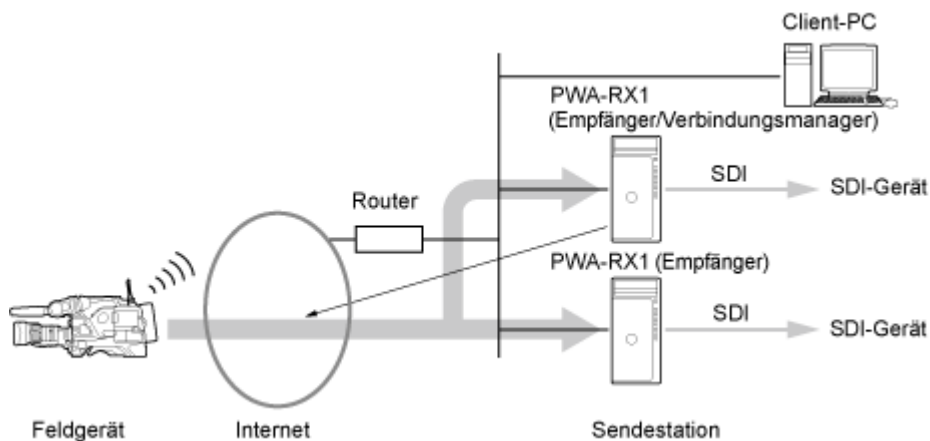 Client-PC
PWA-RX1
(Empfänger/Verbindungsmanager)
SDI
SDI-Gerät
Router
PWA-RX1 (Empfänger)
SDI
SDI-Gerät
Feldgerät
Internet
Sendestation